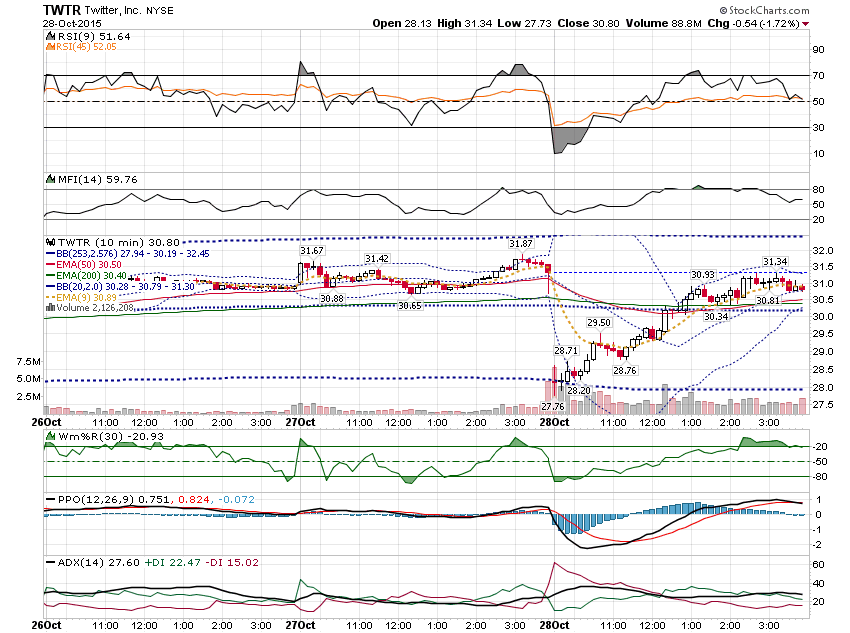 TWTR Twitter, Inc. NYSE
© StockCharts.com
28-Oct-2015
Open 28.13 High 31.34 Low 27.73 Close 30.80 Volume 88.8M Chg -0.54 (-1.72%)
RSI(9) 51.64
RSI(45) 52.05
90
70
50
30
10
MFI(14) 59.76
80
50
20
TWTR (10 min) 30.80
BB(253,2.576) 27.94 - 30.19 - 32.45
EMA(50) 30.50
EMA(200) 30.40
BB(20,2.0) 30.28 - 30.79 - 31.30
EMA(9) 30.89
Volume 2,126,208
31.67
31.42
31.87
30.88
30.65
29.50
28.71
28.20
27.76
28.76
30.93
30.34
31.34
30.81
32.0
31.5
31.0
30.5
30.0
29.5
29.0
28.5
28.0
27.5
7.5M
5.0M
2.5M
26Oct 11:00 12:00 1:00 2:00 3:00 27Oct 11:00 12:00 1:00 2:00 3:00 28Oct 11:00 12:00 1:00 2:00 3:00
Wm%R(30) -20.93
-20
-50
-80
PPO(12,26,9) 0.751, 0.824, -0.072
1
0
-1
-2
ADX(14) 27.60 +DI 22.47 -DI 15.02
60
40
20
26Oct 11:00 12:00 1:00 2:00 3:00 27Oct 11:00 12:00 1:00 2:00 3:00 28Oct 11:00 12:00 1:00 2:00 3:00